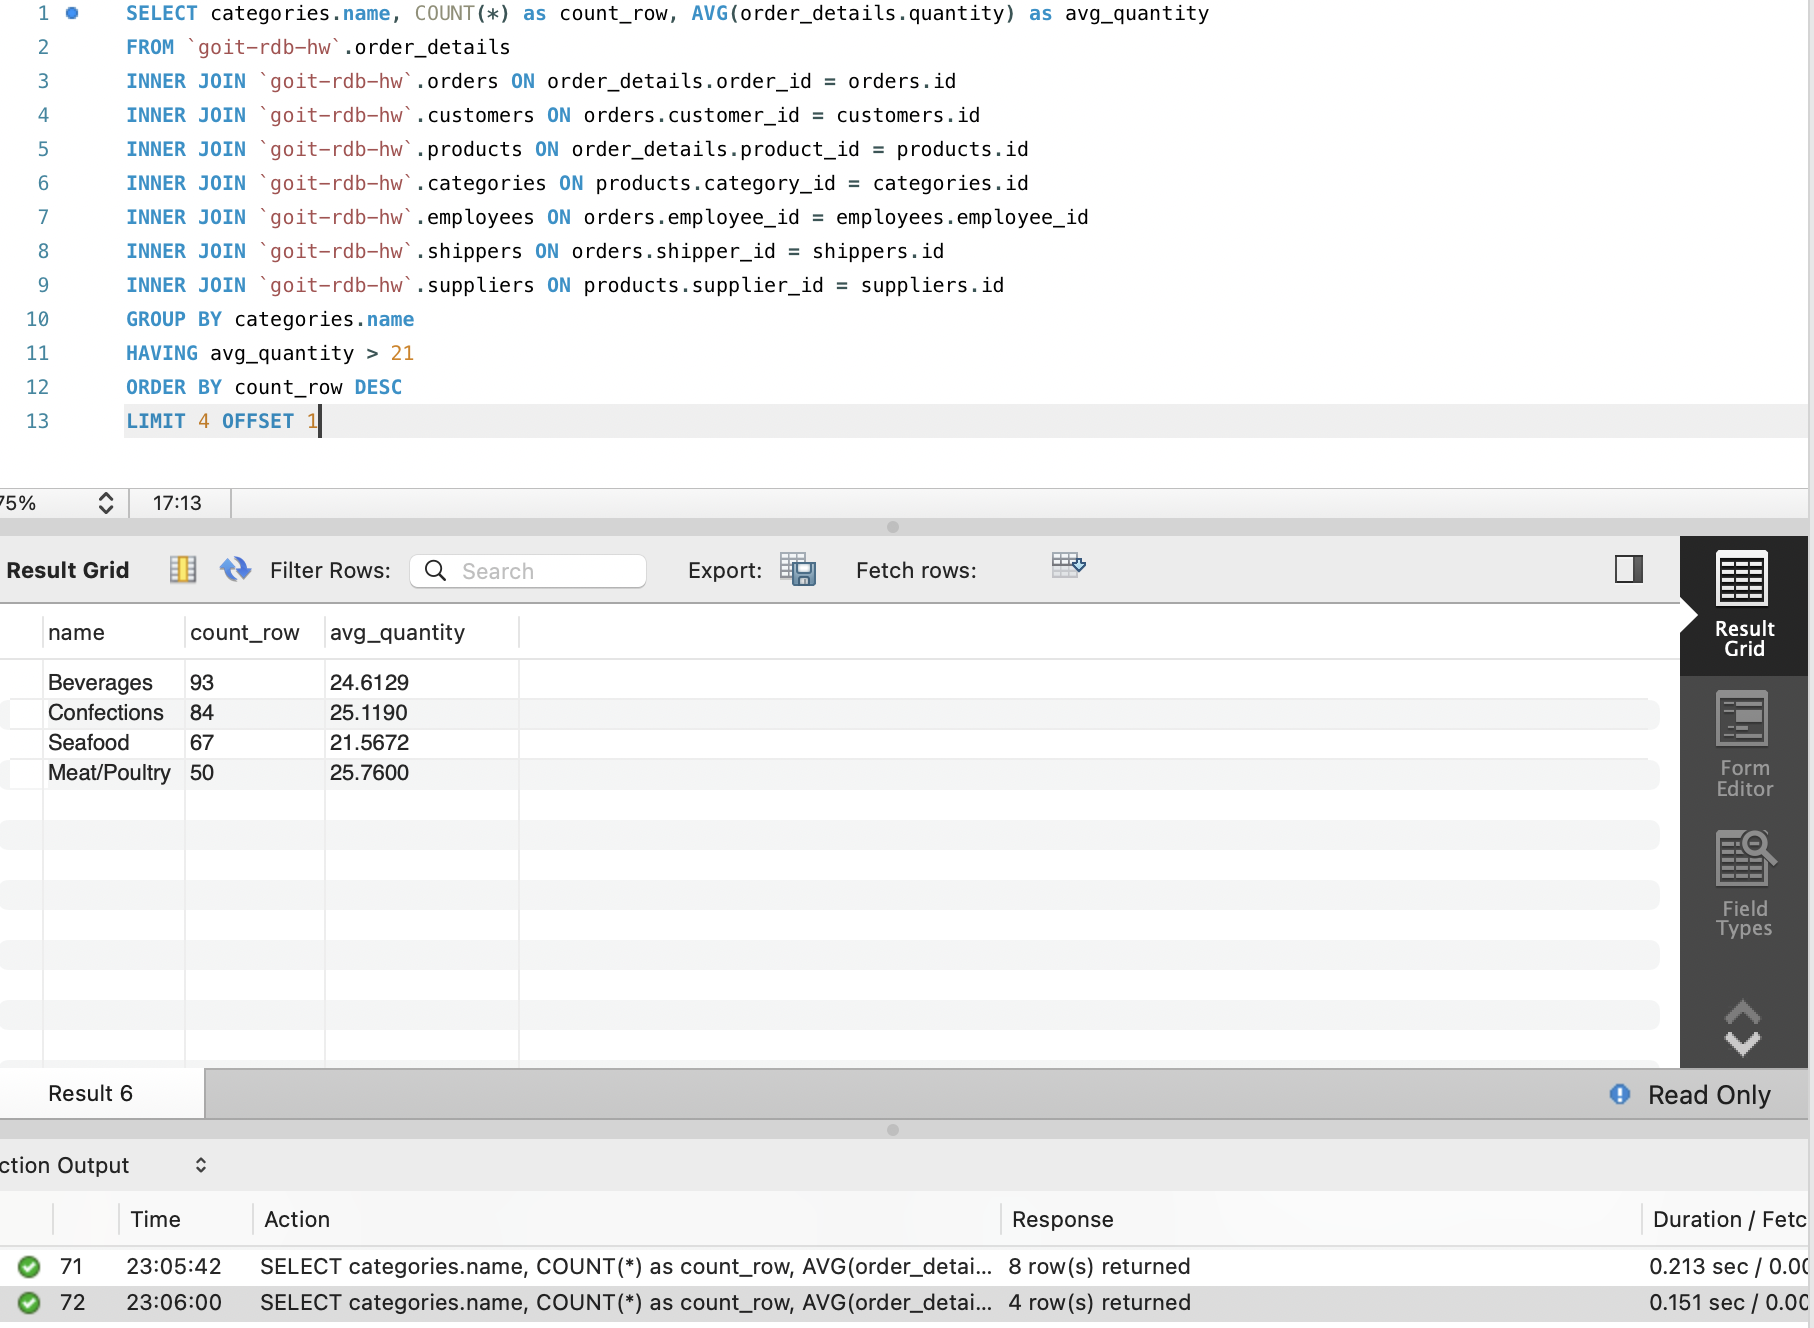 1 SELECT categories.name, COUNT(*) as count_row, AVG(order_details.quantity) as avg_quantity
2 FROM `goit-rdb-hw`.order_details
3 INNER JOIN `goit-rdb-hw`.orders ON order_details.order_id = orders.id
4 INNER JOIN `goit-rdb-hw`.customers ON orders.customer_id = customers.id
5 INNER JOIN `goit-rdb-hw`.products ON order_details.product_id = products.id
6 INNER JOIN `goit-rdb-hw`.categories ON products.category_id = categories.id
7 INNER JOIN `goit-rdb-hw`.employees ON orders.employee_id = employees.employee_id
8 INNER JOIN `goit-rdb-hw`.shippers ON orders.shipper_id = shippers.id
9 INNER JOIN `goit-rdb-hw`.suppliers ON products.supplier_id = suppliers.id
10 GROUP BY categories.name
11 HAVING avg_quantity > 21
12 ORDER BY count_row DESC
13 LIMIT 4 OFFSET 1
75% 17:13
Result Grid Filter Rows: Search Export: Fetch rows:
name count_row avg_quantity
Beverages 93 24.6129
Confections 84 25.1190
Seafood 67 21.5672
Meat/Poultry 50 25.7600
Result
Grid
Form
Editor
Field
Types
Result 6 Read Only
ction Output
Time Action Response Duration / Fetc
71 23:05:42 SELECT categories.name, COUNT(*) as count_row, AVG(order_detai... 8 row(s) returned 0.213 sec / 0.00
72 23:06:00 SELECT categories.name, COUNT(*) as count_row, AVG(order_detai... 4 row(s) returned 0.151 sec / 0.00